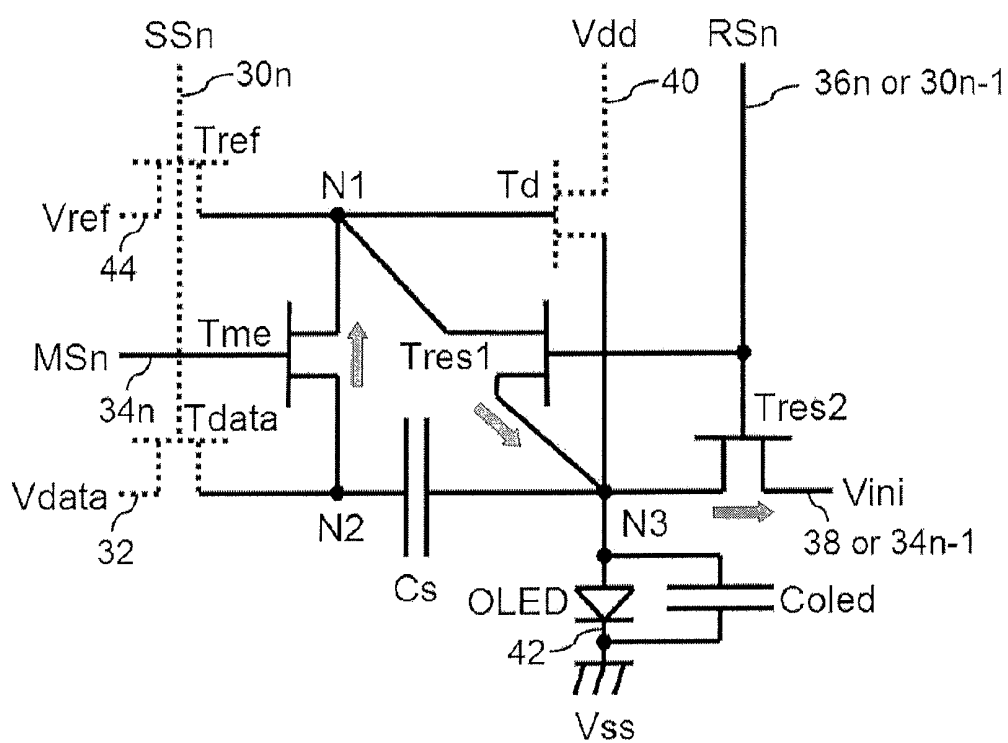 SSn
Vdd
RSn
30n
40
36n or 30n-1
Tref
N1
Td
Vref
44
Tme
Tres1
MSn
34n
Tdata
Tres2
Vdata
32
N2
N3
Vini
38 or 34n-1
Cs
OLED
Coled
42
Vss